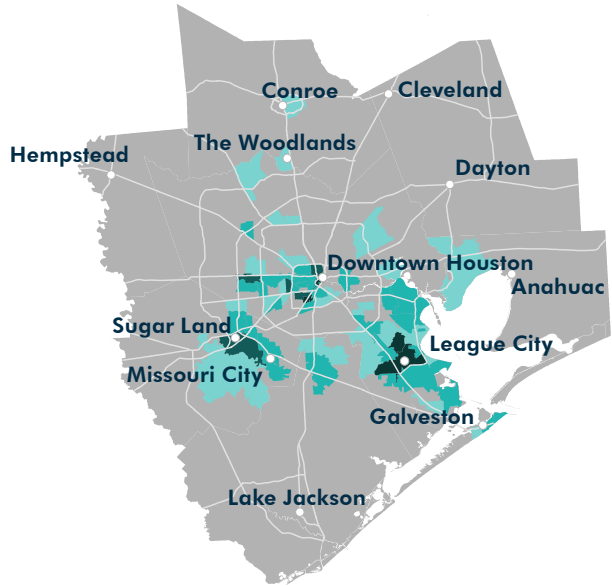 Conroe
Cleveland
The Woodlands
Hempstead
Dayton
Downtown Houston
Anahuac
Sugar Land
League City
Missouri City
Galveston
Lake Jackson